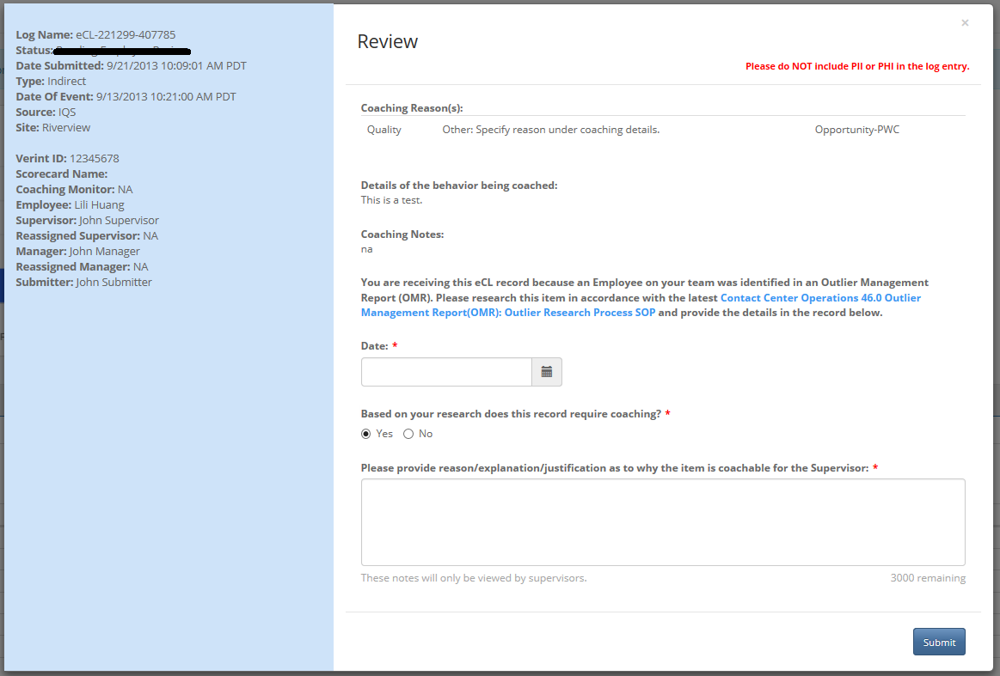 Log Name: eCL-221299-407785
Status:
Date Submitted: 9/21/2013 10:09:01 AM PDT
Type: Indirect
Date Of Event: 9/13/2013 10:21:00 AM PDT
Source: IQS
Site: Riverview
Verint ID: 12345678
Scorecard Name:
Coaching Monitor: NA
Employee: Lili Huang
Supervisor: John Supervisor
Reassigned Supervisor: NA
Manager: John Manager
Reassigned Manager: NA
Submitter: John Submitter
×
Review
Please do NOT include PII or PHI in the log entry.
Coaching Reason(s):
Quality Other: Specify reason under coaching details. Opportunity-PWC
Details of the behavior being coached:
This is a test.
Coaching Notes:
na
You are receiving this eCL record because an Employee on your team was identified in an Outlier Management
Report (OMR). Please research this item in accordance with the latest Contact Center Operations 46.0 Outlier
Management Report(OMR): Outlier Research Process SOP and provide the details in the record below.
Date: *
Based on your research does this record require coaching? *
Yes No
Please provide reason/explanation/justification as to why the item is coachable for the Supervisor: *
These notes will only be viewed by supervisors. 3000 remaining
Submit